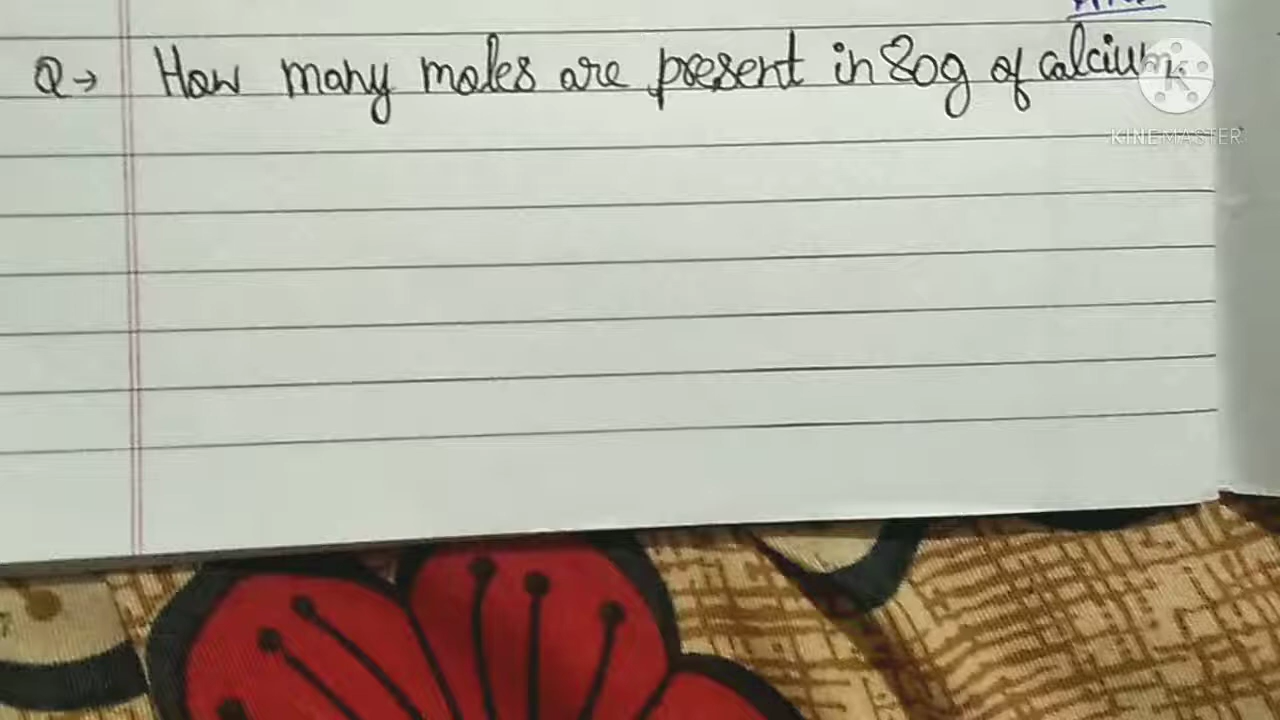 Q→ How many moles are present in 80g of calcium
KINEMASTER